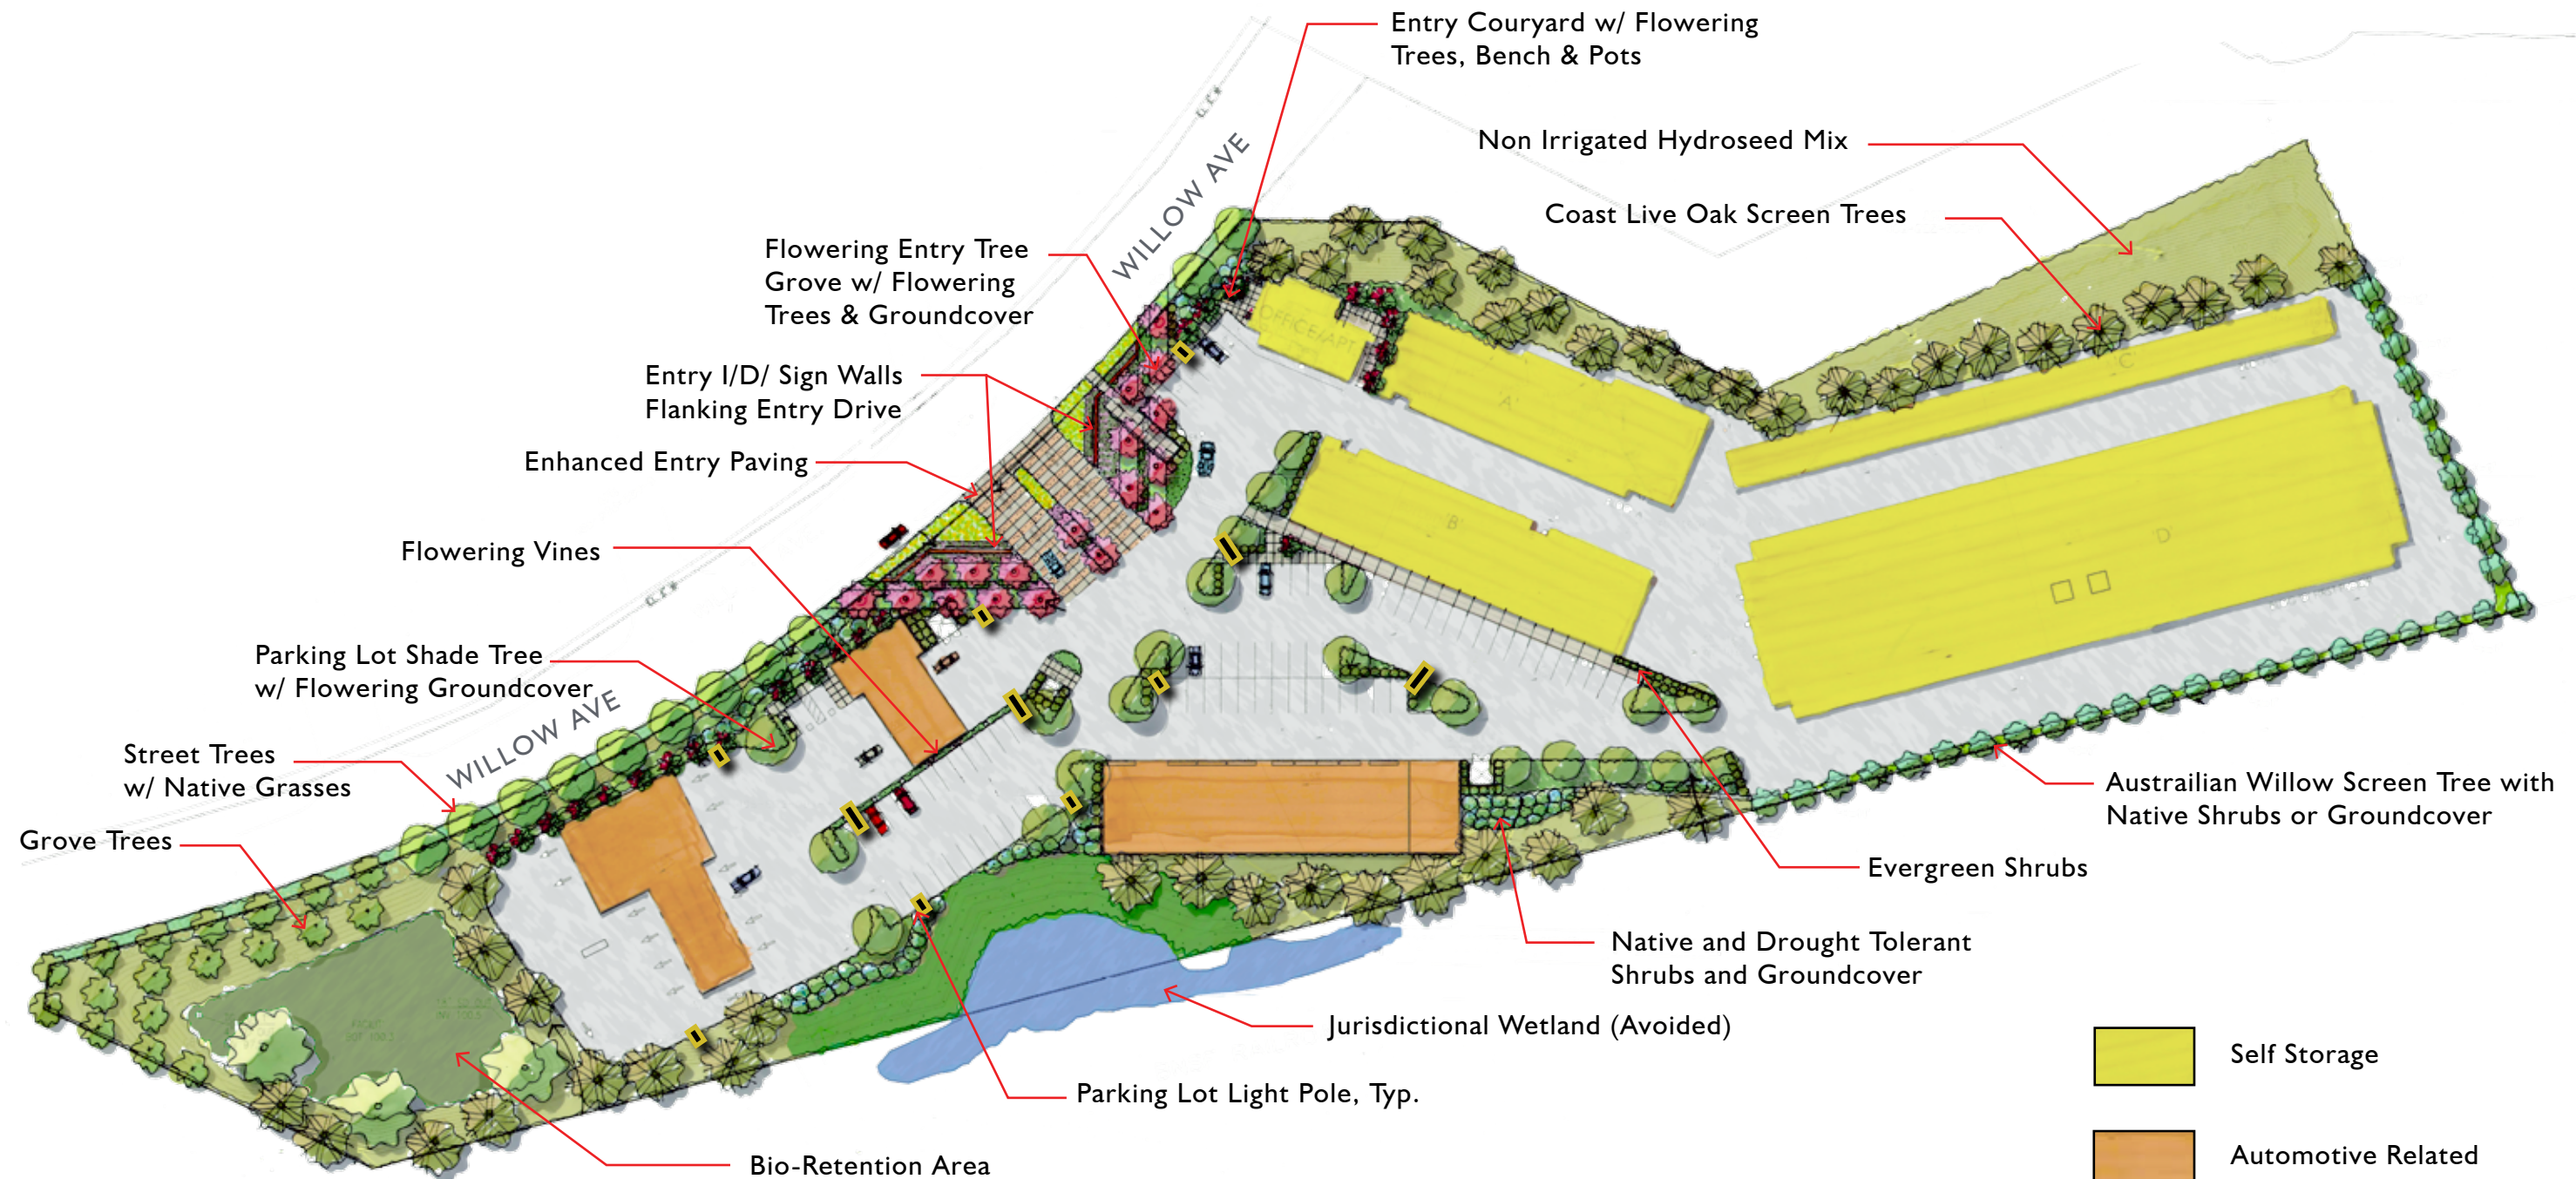 Entry Couryard w/ Flowering
Trees, Bench & Pots
Non Irrigated Hydroseed Mix
Coast Live Oak Screen Trees
WILLOW AVE
Flowering Entry Tree
Grove w/ Flowering
Trees & Groundcover
OFFICE/APT
Entry I/D/ Sign Walls
Flanking Entry Drive
'C'
'A'
Enhanced Entry Paving
'B'
'D'
Flowering Vines
Parking Lot Shade Tree
w/ Flowering Groundcover
WILLOW AVE
Street Trees
w/ Native Grasses
Austrailian Willow Screen Tree with
Native Shrubs or Groundcover
Grove Trees
Evergreen Shrubs
Native and Drought Tolerant
Shrubs and Groundcover
Jurisdictional Wetland (Avoided)
Self Storage
Parking Lot Light Pole, Typ.
Bio-Retention Area
Automotive Related